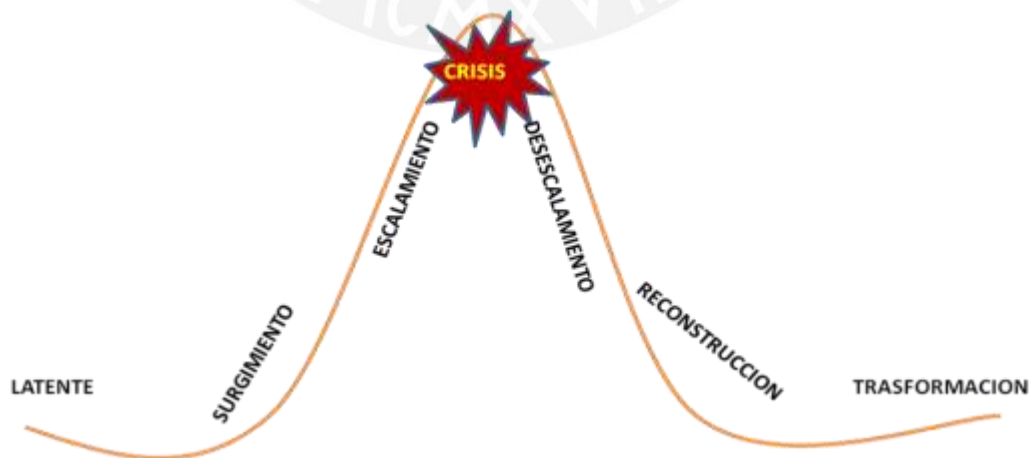 CRISIS
ESCALAMIENTO
DESESCALAMIENTO
SURGIMIENTO
RECONSTRUCCION
LATENTE
TRASFORMACION